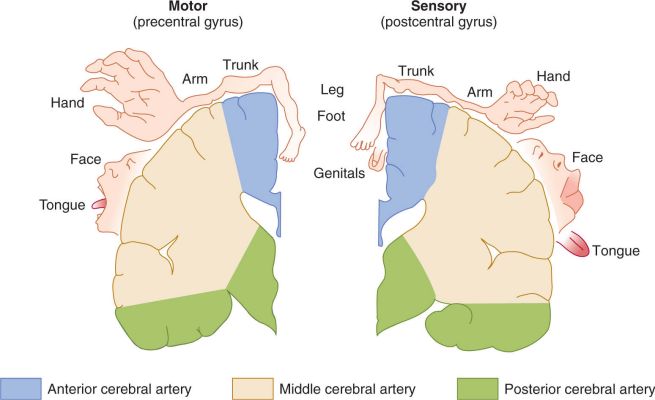 Motor
(precentral gyrus)
Hand
Arm
Trunk
Face
Tongue
Sensory
(postcentral gyrus)
Leg
Trunk
Arm
Hand
Foot
Genitals
Face
Tongue
Anterior cerebral artery
Middle cerebral artery
Posterior cerebral artery